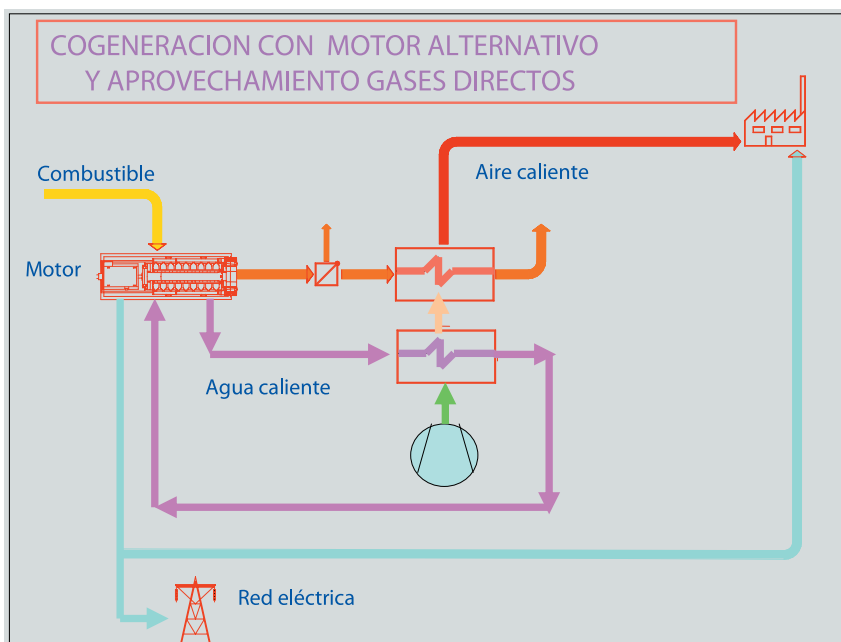 COGENERACION CON MOTOR ALTERNATIVO
Y APROVECHAMIENTO GASES DIRECTOS
Combustible
Aire caliente
Motor
Agua caliente
Red eléctrica